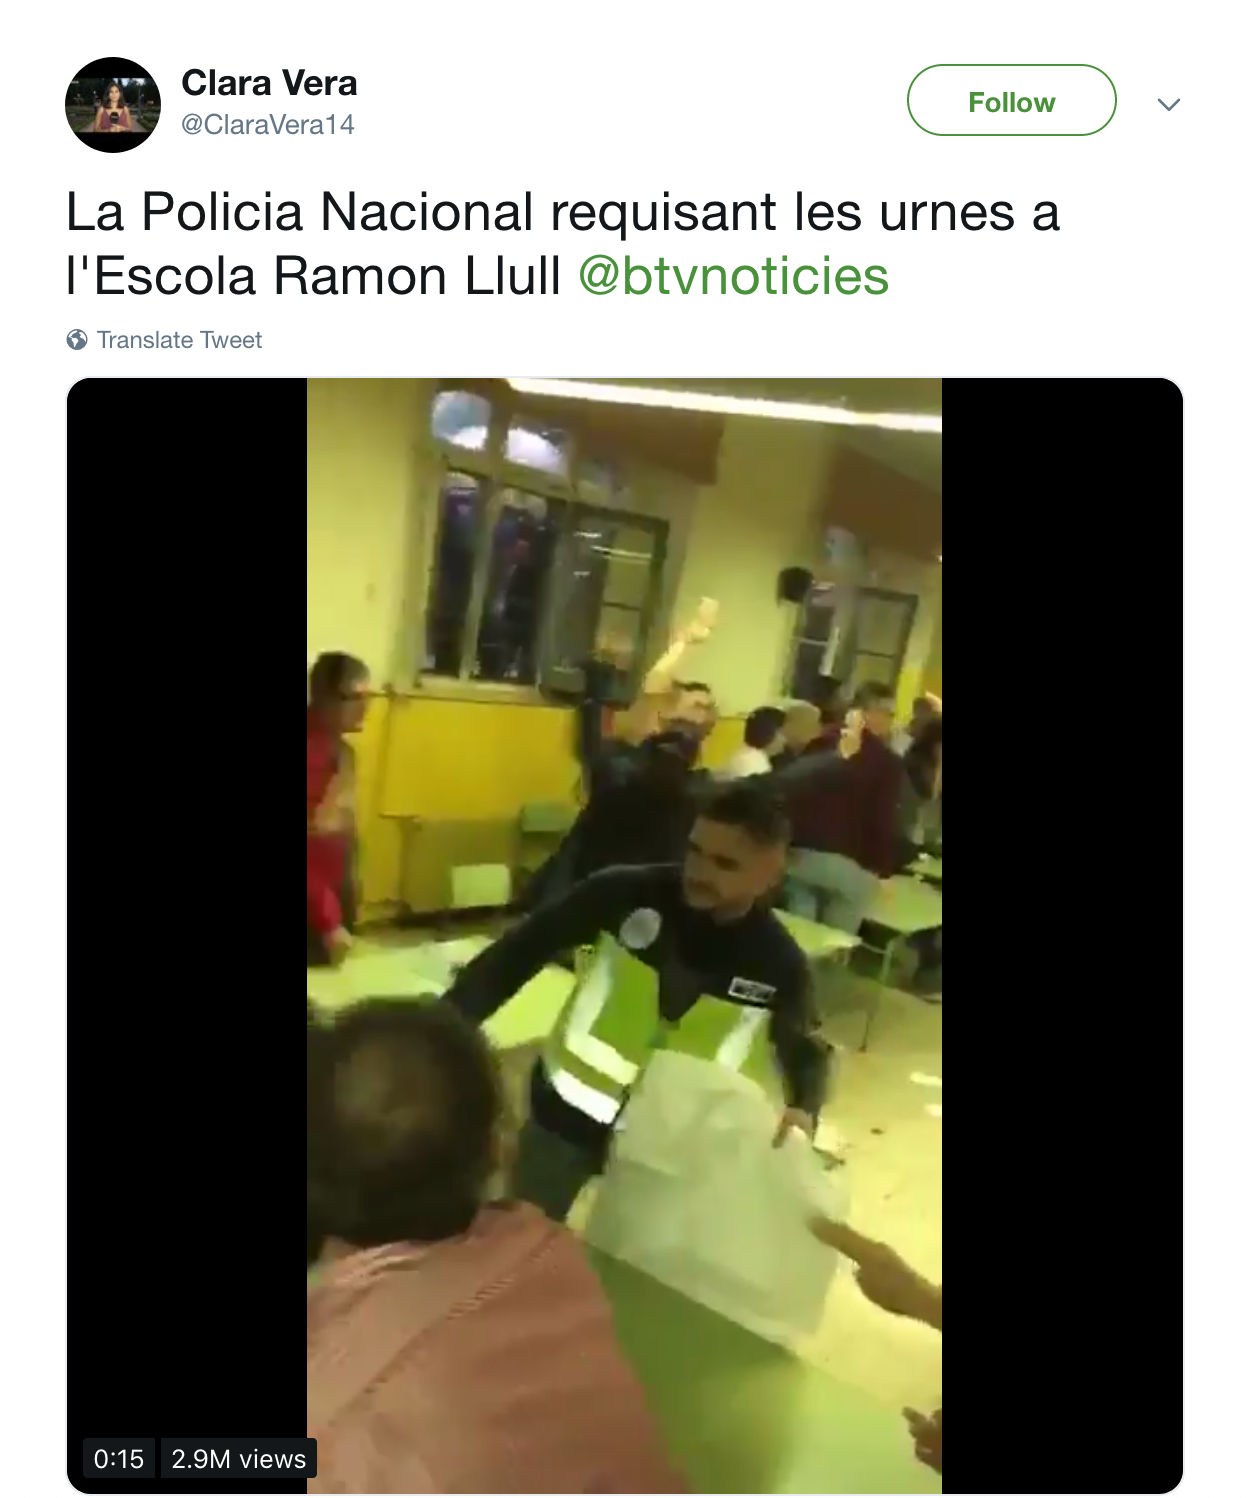 Clara Vera
Follow
@ClaraVera14
La Policia Nacional requisant les urnes a
l'Escola Ramon Llull @btvnoticies
Translate Tweet
0:15
2.9M views